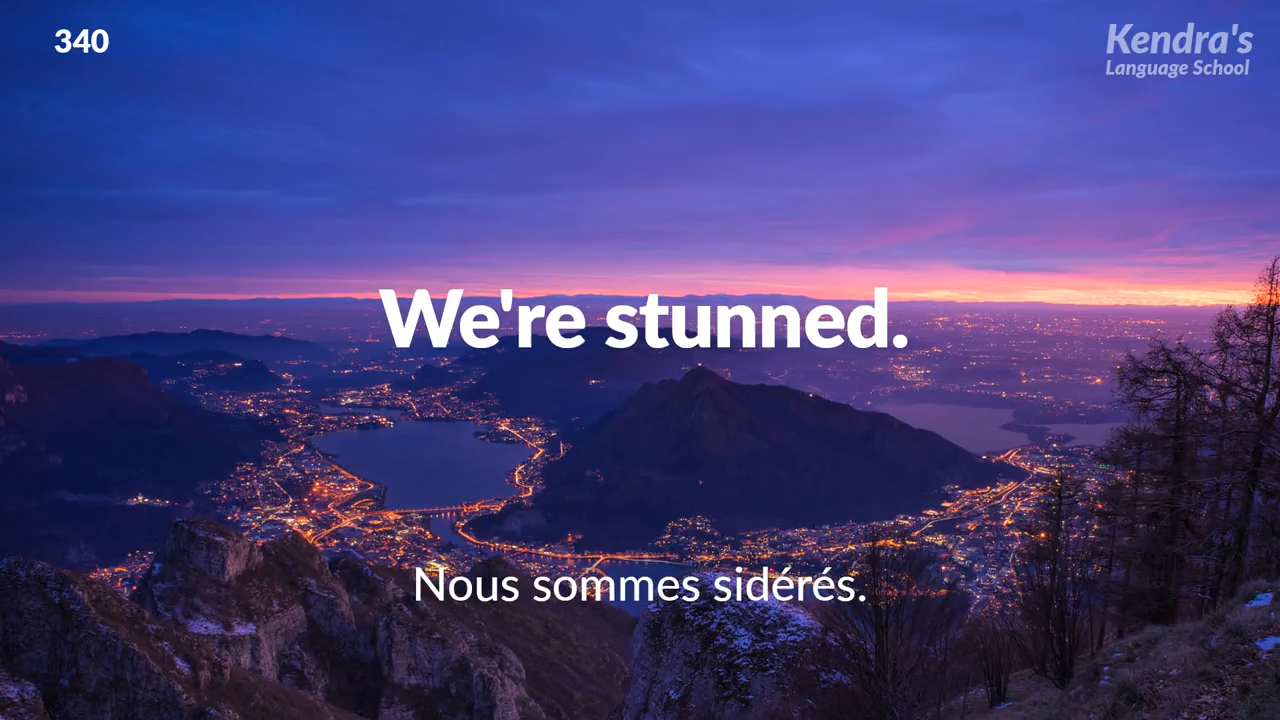 340
Kendra's
Language School
We're stunned.
Nous sommes sidérés.